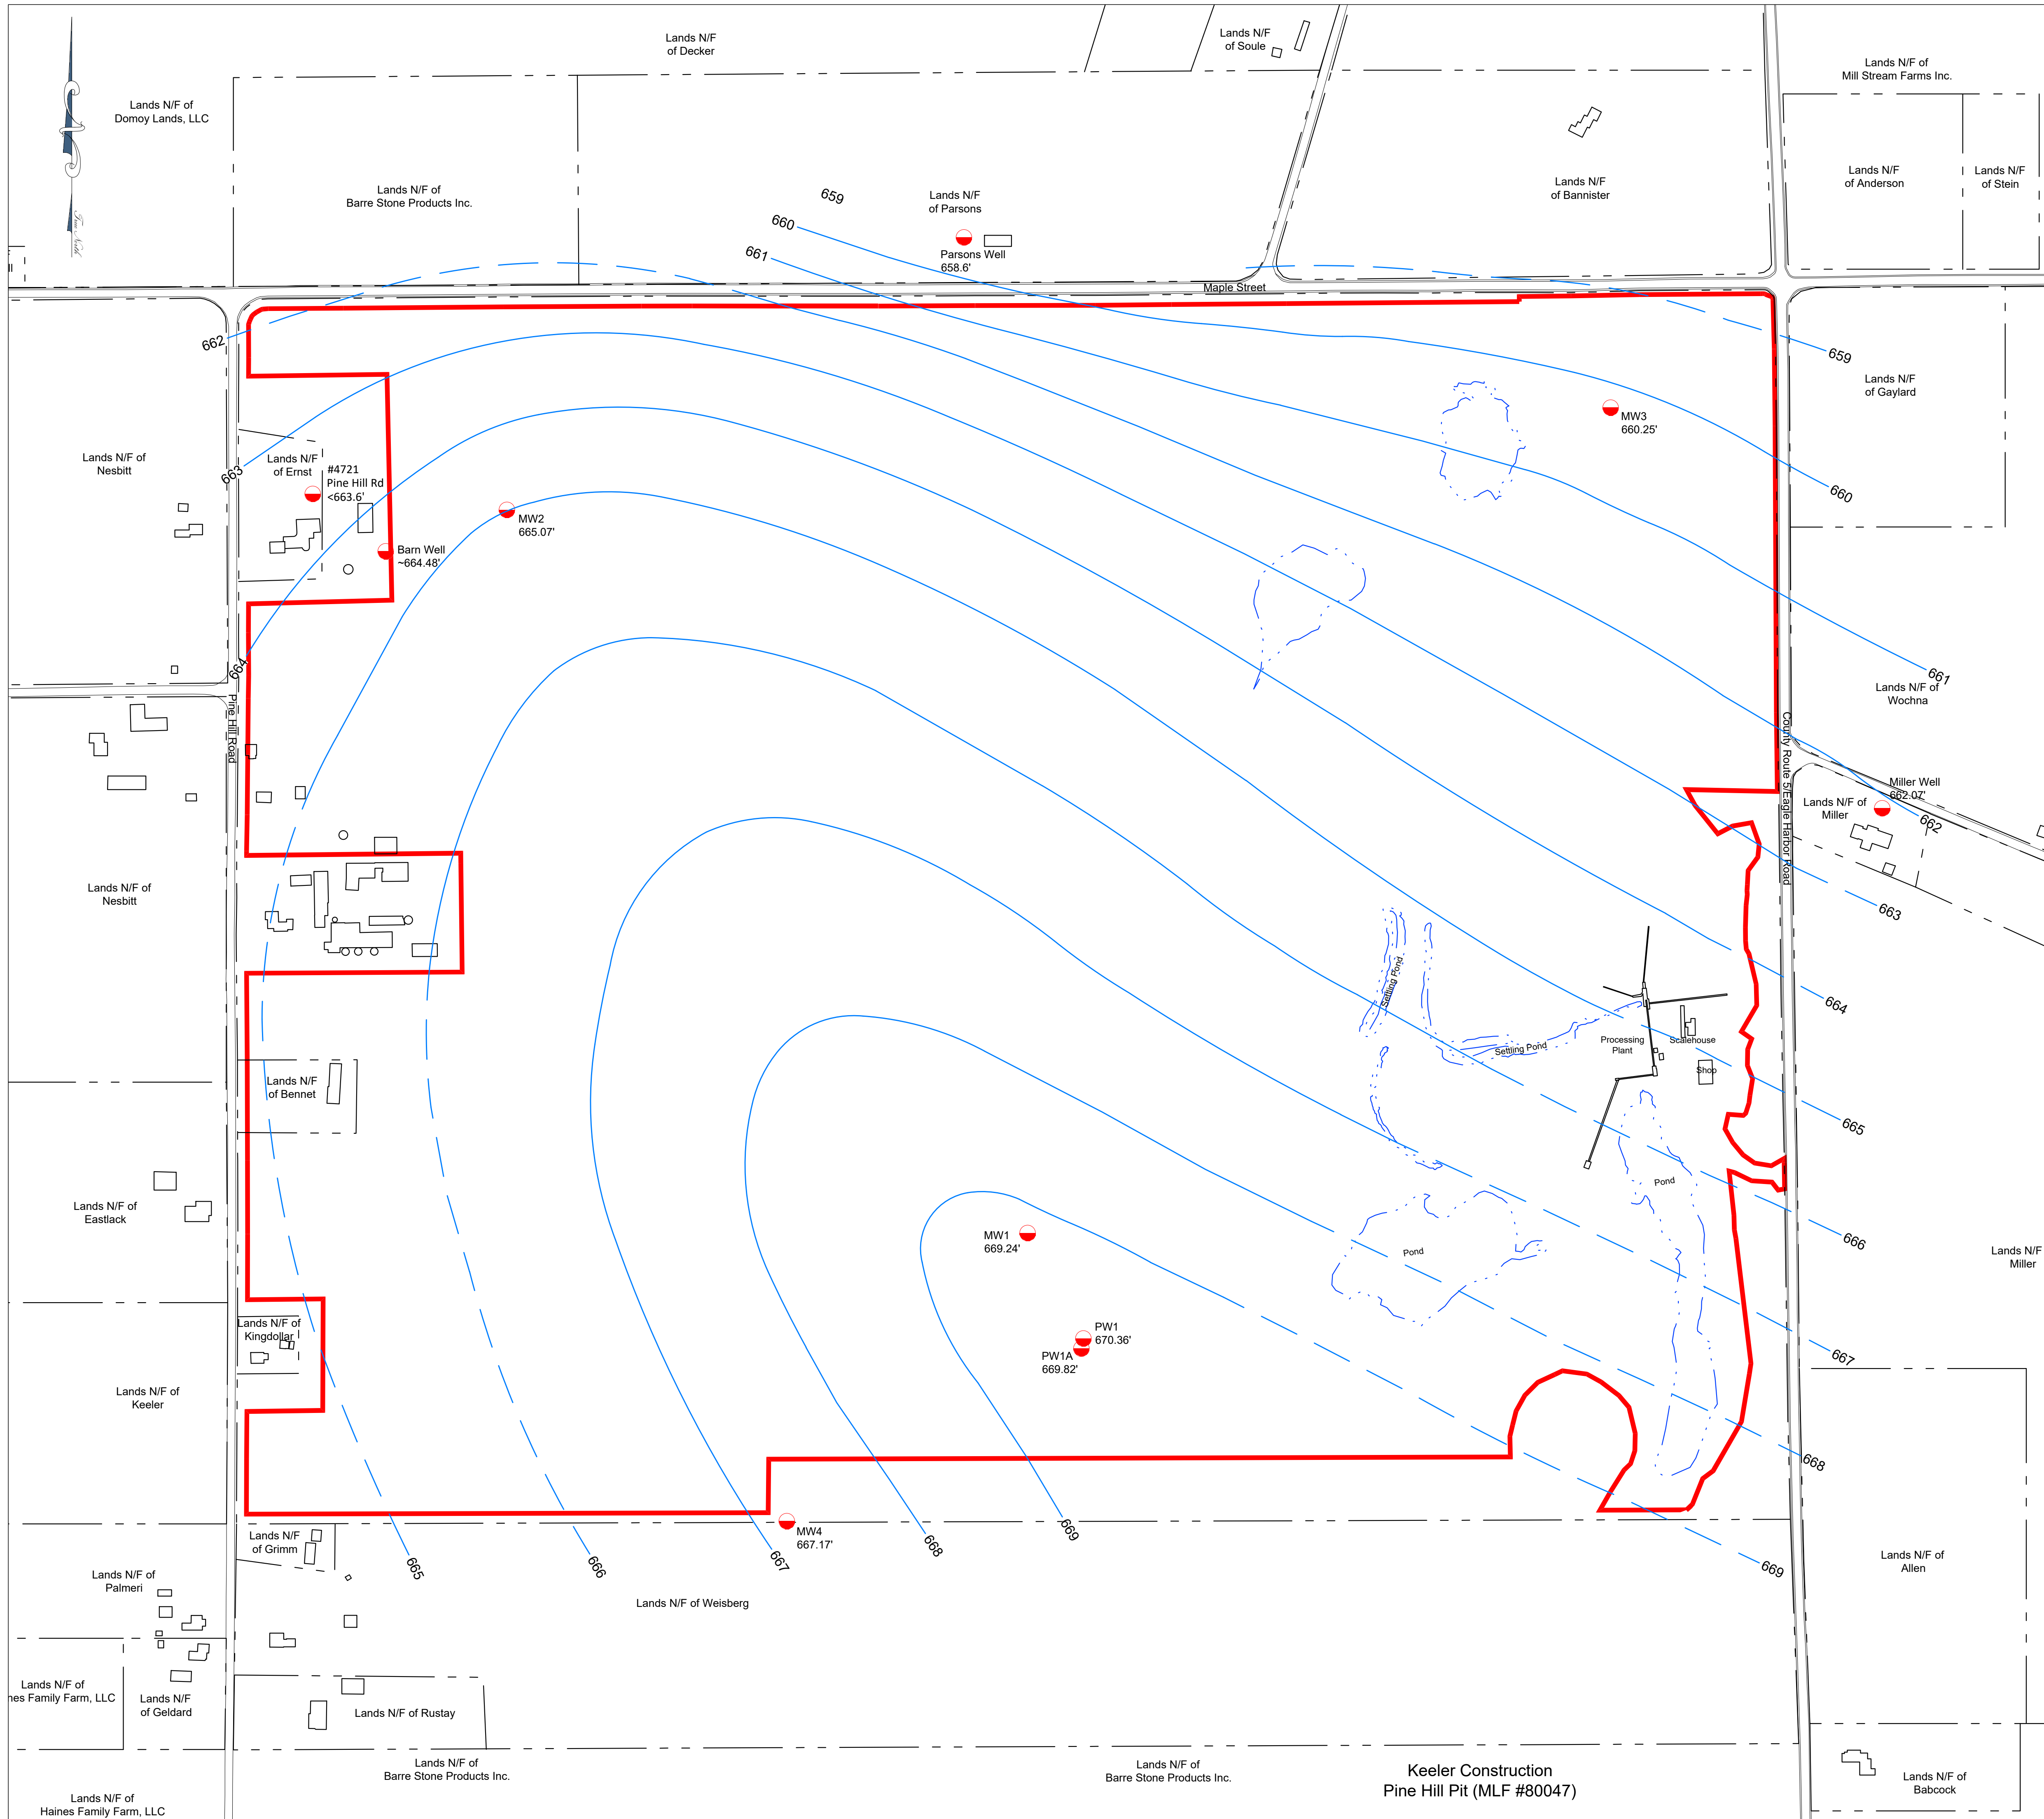 Lands N/F
of Decker
Lands N/F
of Soule
Lands N/F of
Mill Stream Farms Inc.
Lands N/F of
Domoy Lands, LLC
True North
Lands N/F of
Barre Stone Products Inc.
659
Lands N/F
of Parsons
Lands N/F
of Bannister
Lands N/F
of Anderson
Lands N/F
of Stein
660
661
Parsons Well
658.6'
Maple Street
662
659
Lands N/F
of Gaylard
MW3
660.25'
Lands N/F of
Nesbitt
663
Lands N/F
of Ernst
#4721
Pine Hill Rd
<663.6'
660
MW2
665.07'
Barn Well
~664.48'
664
661
Lands N/F of
Wochna
Pine Hill Road
County Route 5/Eagle Harbor Road
Miller Well
662.07'
Lands N/F of
Miller
662
Lands N/F of
Nesbitt
663
Settling Pond
664
Processing
Plant
Scalehouse
Settling Pond
Shop
Lands N/F
of Bennet
665
Pond
Lands N/F of
Eastlack
MW1
669.24'
Pond
666
Lands N/F
Miller
Lands N/F of
Kingdollar
PW1
670.36'
PW1A
669.82'
667
Lands N/F of
Keeler
668
Lands N/F
of Grimm
MW4
667.17'
669
668
667
666
665
669
Lands N/F of
Allen
Lands N/F of
Palmeri
Lands N/F of Weisberg
Lands N/F of
nes Family Farm, LLC
Lands N/F
of Geldard
Lands N/F of Rustay
Lands N/F of
Barre Stone Products Inc.
Lands N/F of
Barre Stone Products Inc.
Keeler Construction
Pine Hill Pit (MLF #80047)
Lands N/F of
Babcock
Lands N/F of
Haines Family Farm, LLC